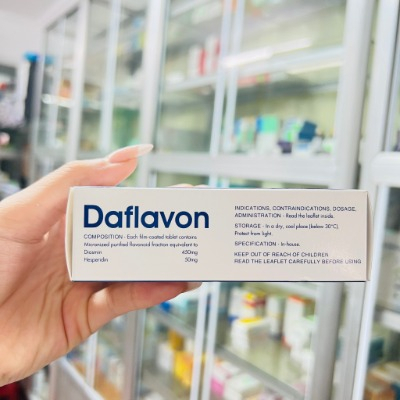 Daflavon
COMPOSITION - Each film-coated tablet contains:
Micronized purified flavonoid fraction equivalent to
Diosmin 450mg
Hesperidin 50mg
INDICATIONS, CONTRAINDICATIONS, DOSAGE,
ADMINISTRATION - Read the leaflet inside.
STORAGE - In a dry, cool place (below 30°C).
Protect from light.
SPECIFICATION - In-house.
KEEP OUT OF REACH OF CHILDREN
READ THE LEAFLET CAREFULLY BEFORE USING